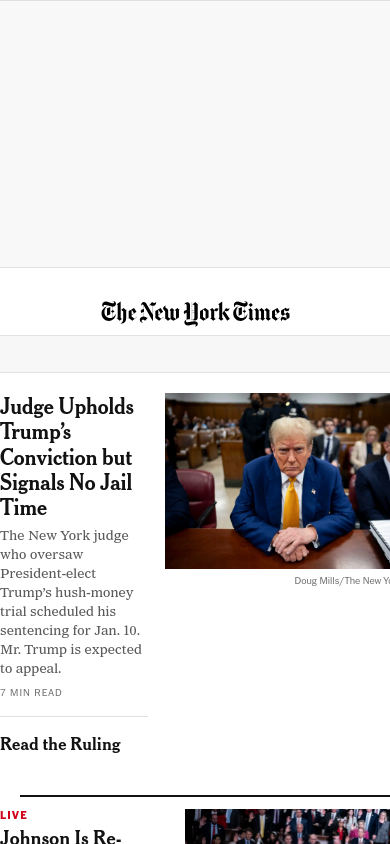 The New York Times
Judge Upholds
Trump's
Conviction but
Signals No Jail
Time
The New York judge
who oversaw
President-elect
Trump's hush-money
trial scheduled his
sentencing for Jan. 10.
Mr. Trump is expected
to appeal.
7 MIN READ
Doug Mills/The New Yo
Read the Ruling
LIVE
Johnson Is Re-